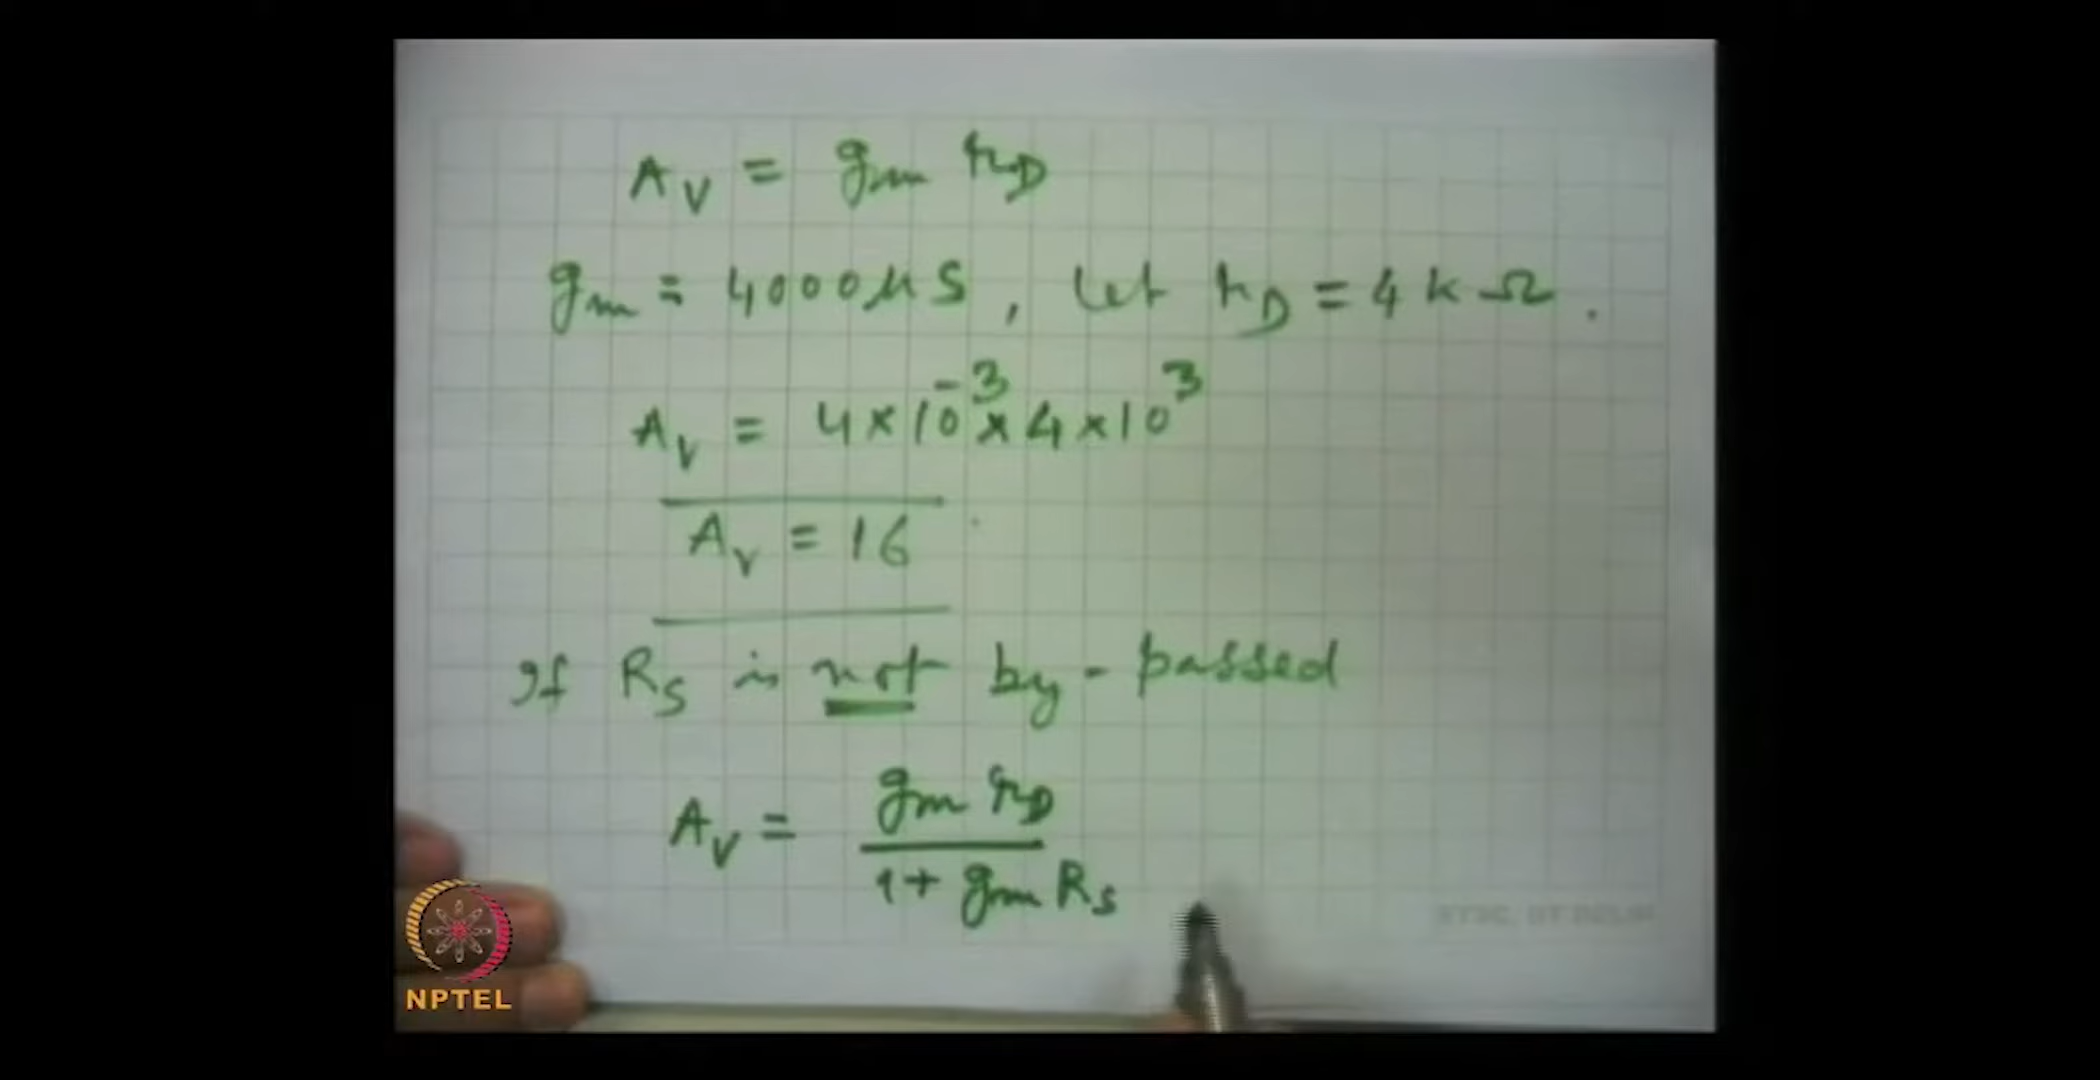 A_V = g_m r_D
g_m = 4000 μS, Let r_D = 4 k Ω.
A_V = 4 × 10^-3 × 4 × 10^3
A_V = 16
If R_S is not by-passed
A_V = g_m r_D / 1 + g_m R_S
NPTEL